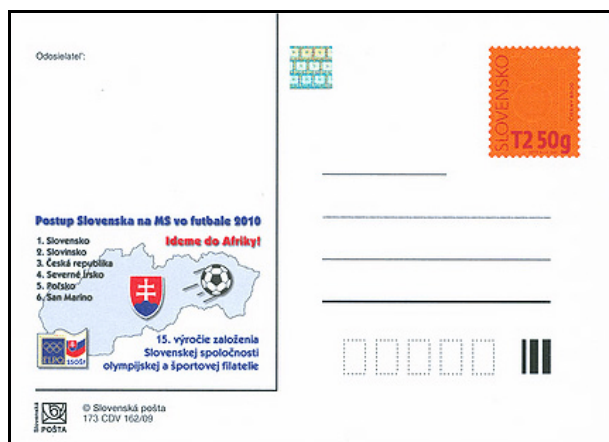 Odosielateľ:
SLOVENSKO
T2 50g
Postup Slovenska na MS vo futbale 2010
1. Slovensko
Ideme do Afriky!
2. Slovinsko
3. Česká republika
4. Severné Írsko
5. Poľsko
6. San Marino
15. výročie založenia
Slovenskej spoločnosti
olympijskej a športovej filatelie
SSOŠF
Slovenská
POŠTA
© Slovenská pošta
173 CDV 162/09